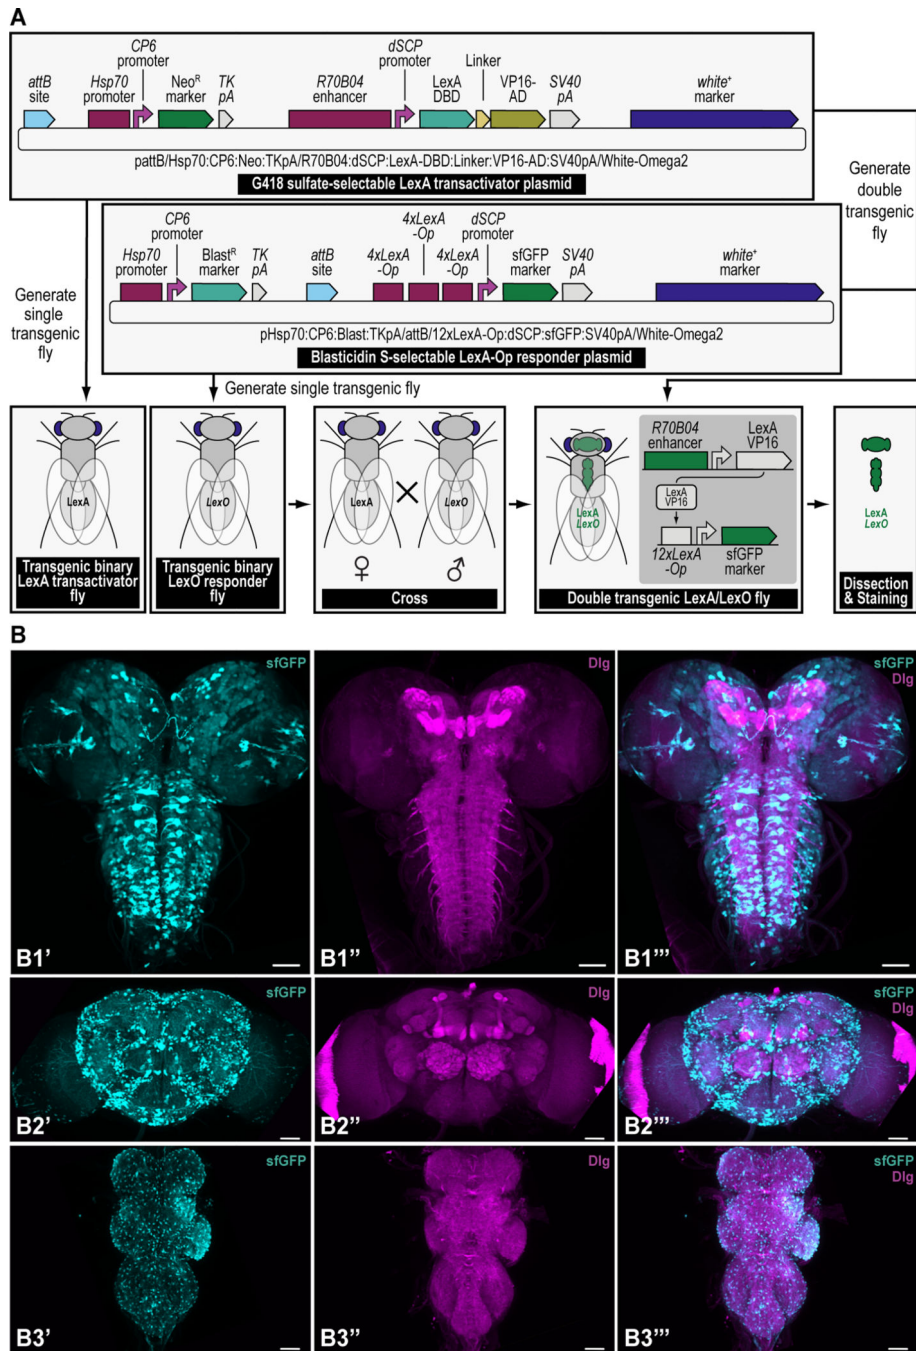 A
attB
site
Hsp70
promoter
CP6
promoter
NeoR
marker
TK
pA
R70B04
enhancer
dSCP
promoter
LexA
DBD
Linker
VP16-
AD
SV40
pA
white+
marker
pattB/Hsp70:CP6:Neo:TKpA/R70B04:dSCP:LexA-DBD:Linker:VP16-AD:SV40pA/White-Omega2
G418 sulfate-selectable LexA transactivator plasmid
Generate
double
transgenic
fly
Hsp70
promoter
CP6
promoter
BlastR
marker
TK
pA
attB
site
4xLexA
-Op
4xLexA
-Op
4xLexA
-Op
dSCP
promoter
sfGFP
marker
SV40
pA
white+
marker
pHsp70:CP6:Blast:TKpA/attB/12xLexA-Op:dSCP:sfGFP:SV40pA/White-Omega2
Blasticidin S-selectable LexA-Op responder plasmid
Generate
single
transgenic
fly
Generate single transgenic fly
LexA
Transgenic binary
LexA transactivator
fly
LexO
Transgenic binary
LexO responder
fly
LexA
LexO
♀
♂
Cross
LexA
LexO
R70B04
enhancer
LexA
VP16
LexA
VP16
12xLexA
-Op
sfGFP
marker
Double transgenic LexA/LexO fly
LexA
LexO
Dissection
& Staining
B
sfGFP
B1'
Dlg
B1''
sfGFP
Dlg
B1'''
sfGFP
B2'
Dlg
B2''
sfGFP
Dlg
B2'''
sfGFP
B3'
Dlg
B3''
sfGFP
Dlg
B3'''